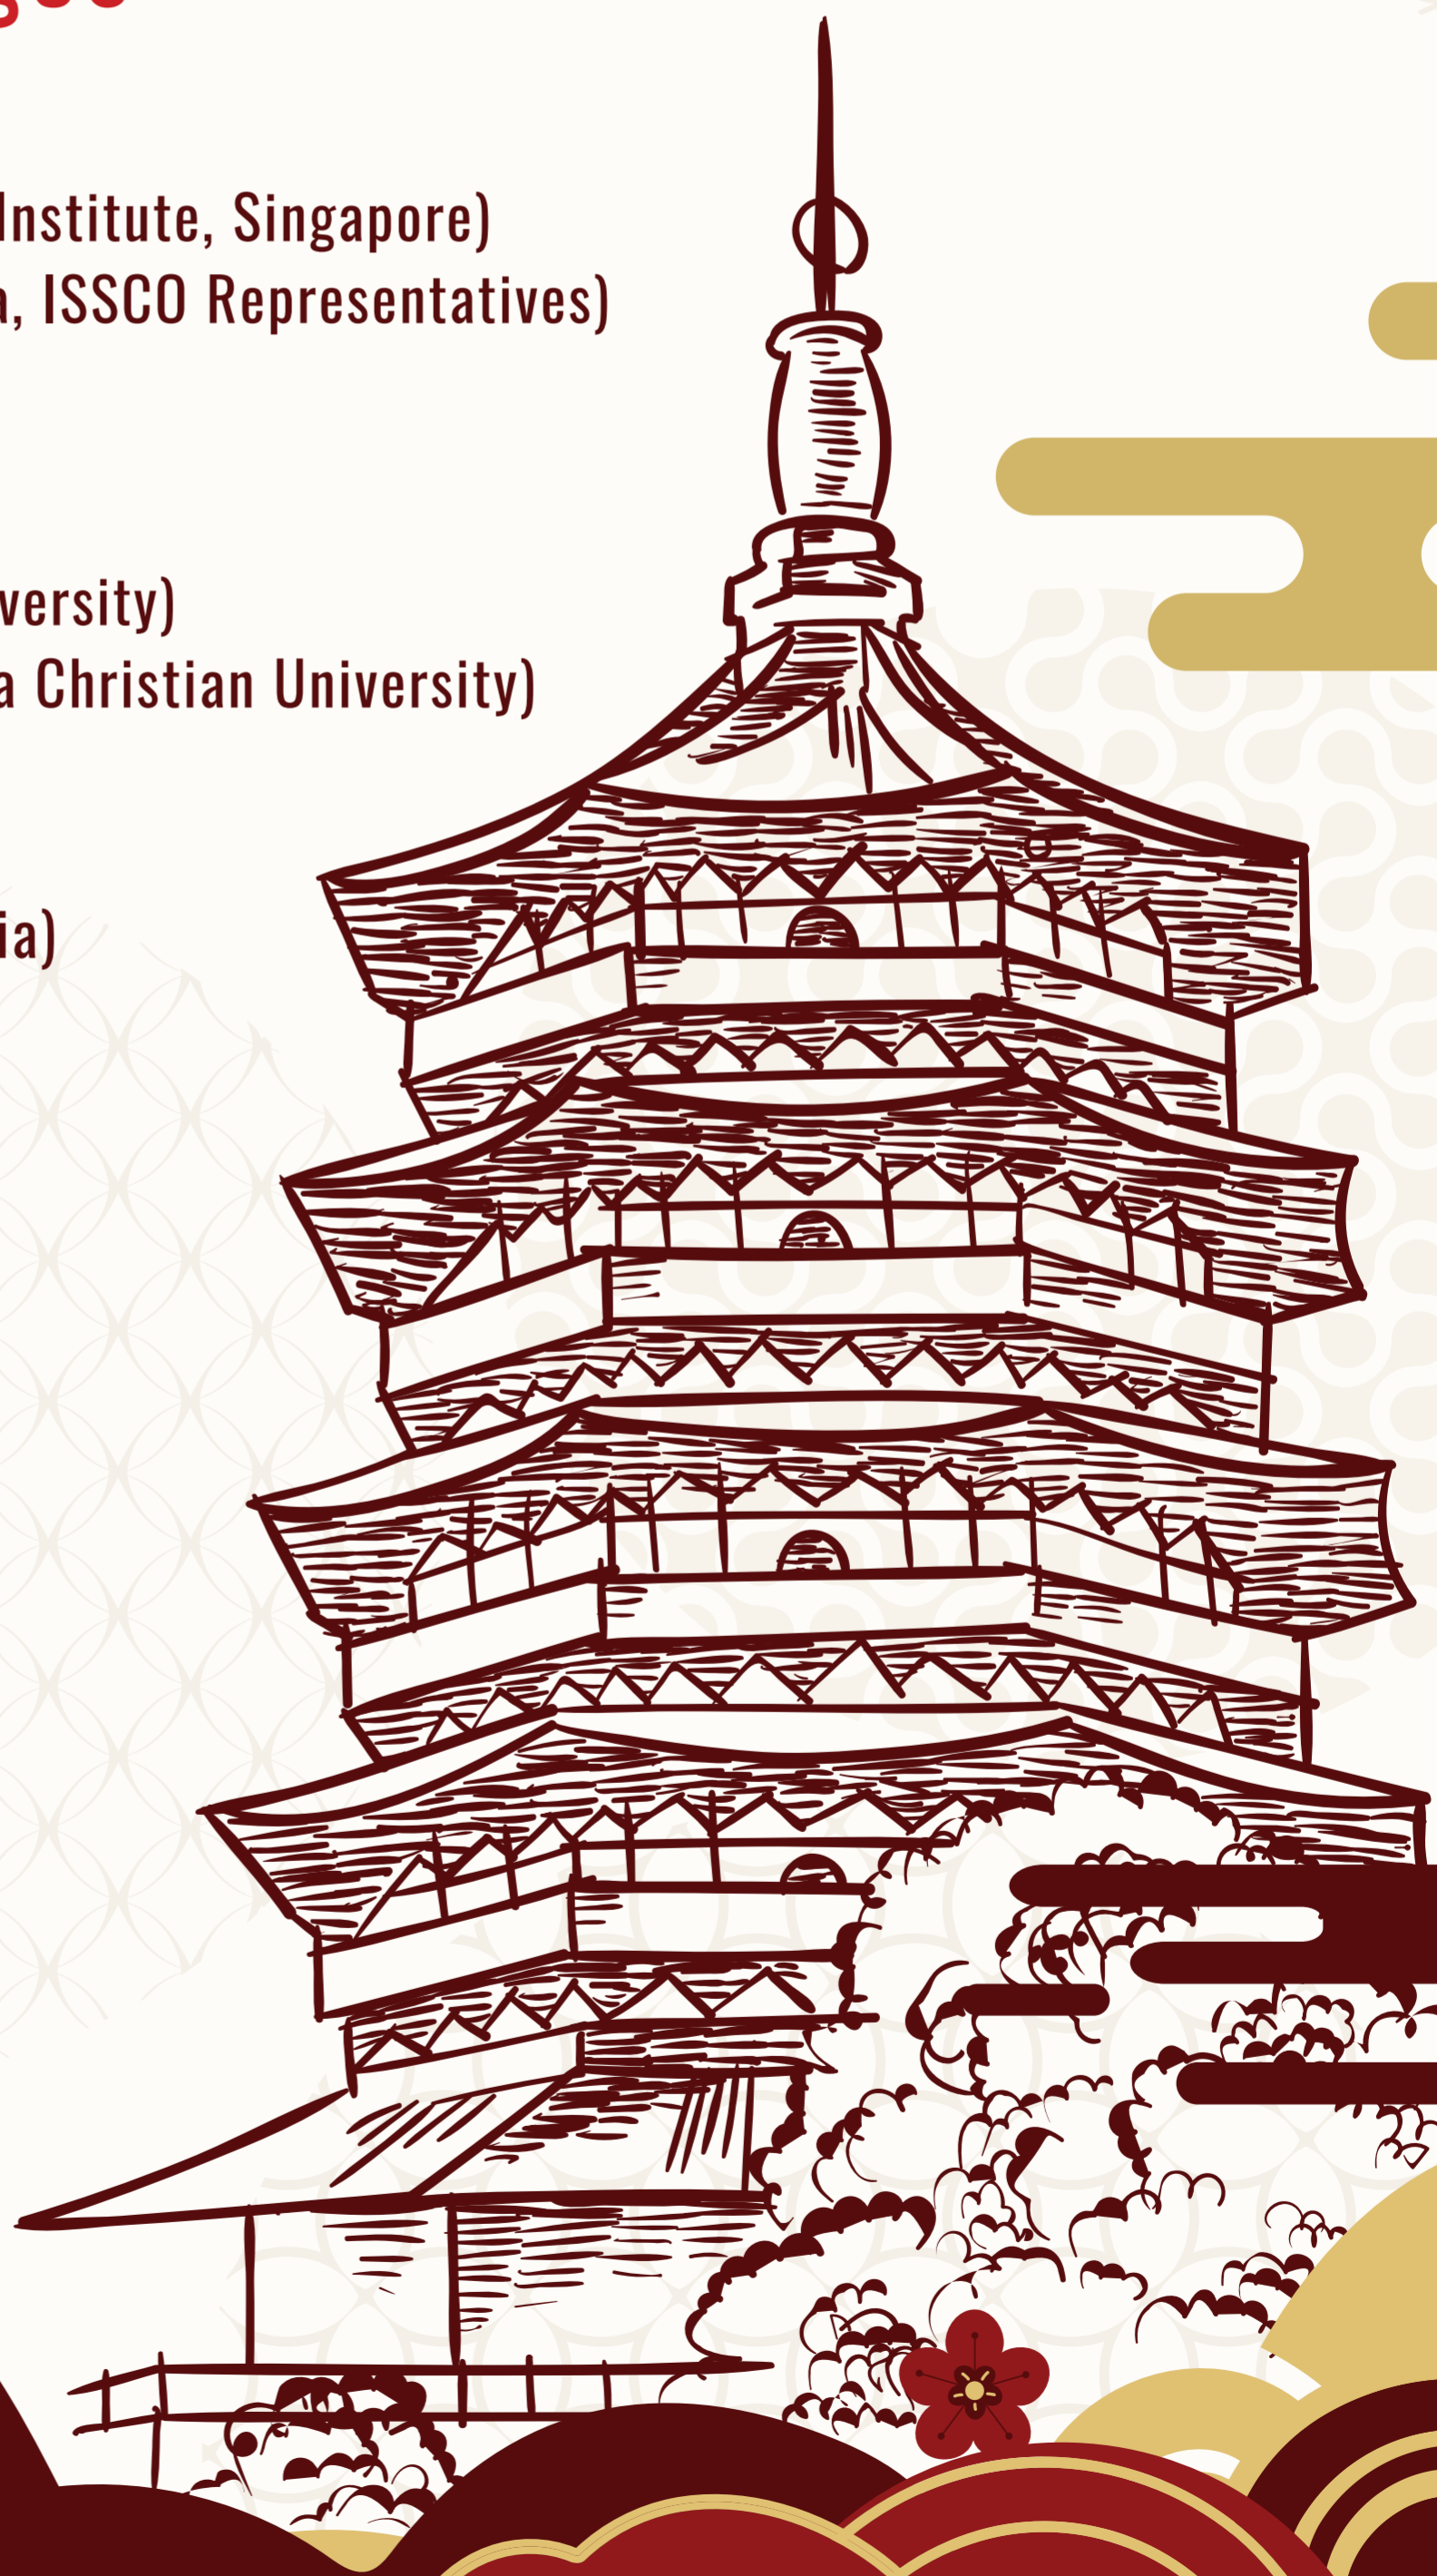 Institute, Singapore)
a, ISSCO Representatives)
versity)
a Christian University)
ia)